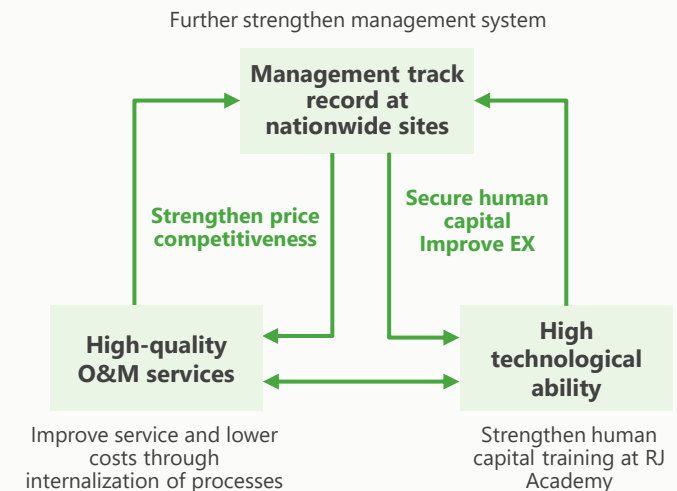 Further strengthen management system
Management track
record at
nationwide sites
Strengthen price
competitiveness
Secure human
capital
Improve EX
High-quality
O&M services
High
technological
ability
Improve service and lower
costs through
internalization of processes
Strengthen human
capital training at RJ
Academy